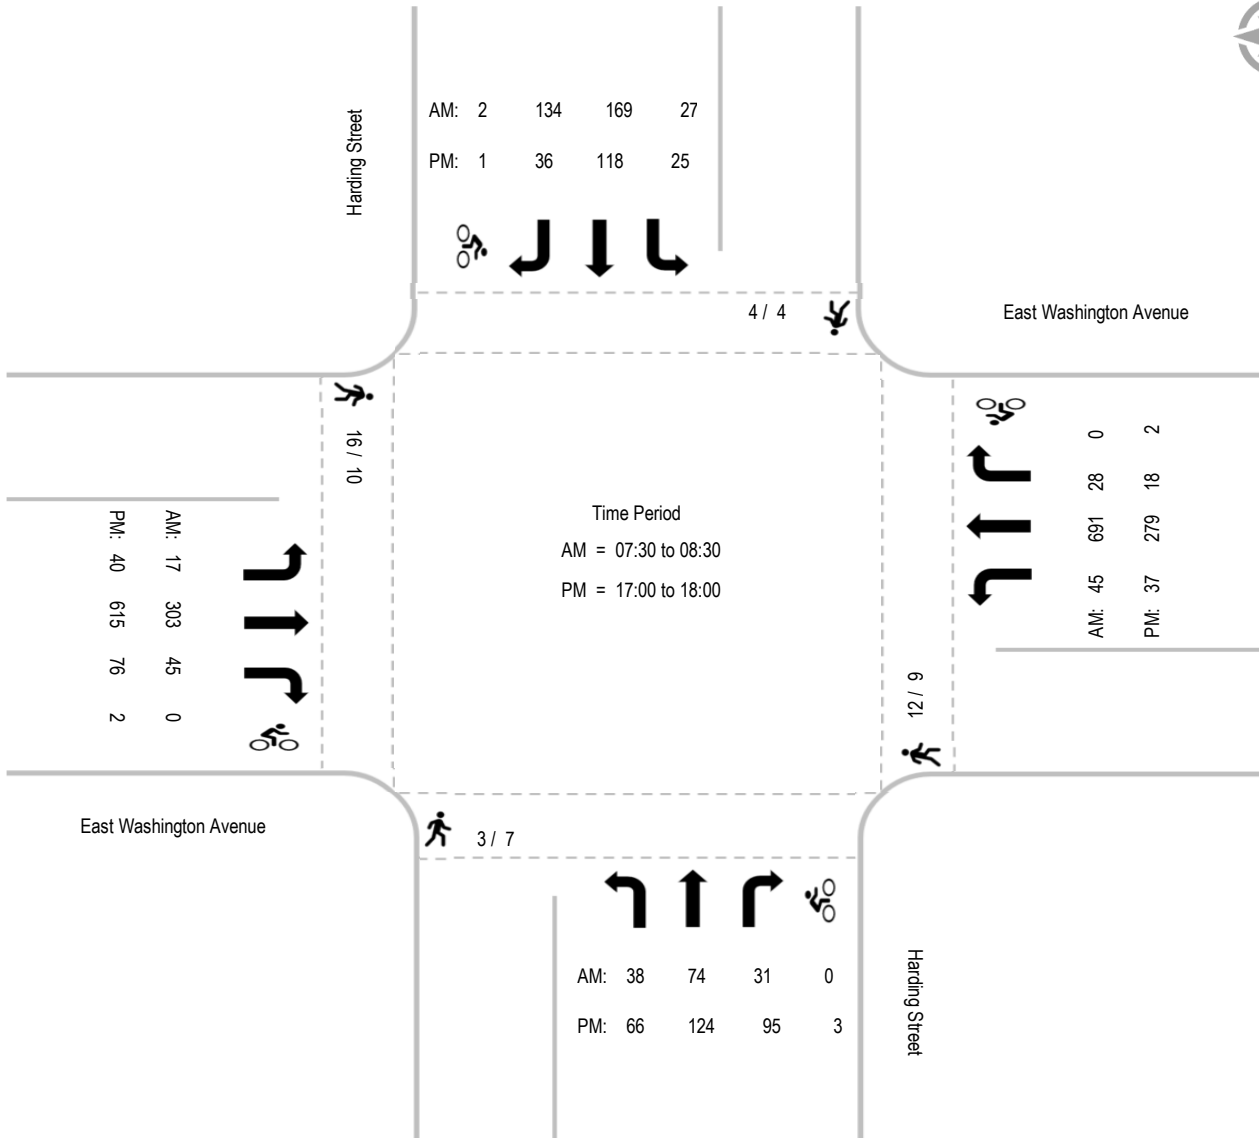 AM: 2 134 169 27
PM: 1 36 118 25
Harding Street
4 / 4
East Washington Avenue
16 / 10
AM: 45 691 28 0
PM: 37 279 18 2
Time Period
AM = 07:30 to 08:30
PM = 17:00 to 18:00
AM: 17 303 45 0
PM: 40 615 76 2
12 / 9
East Washington Avenue
3 / 7
AM: 38 74 31 0
PM: 66 124 95 3
Harding Street